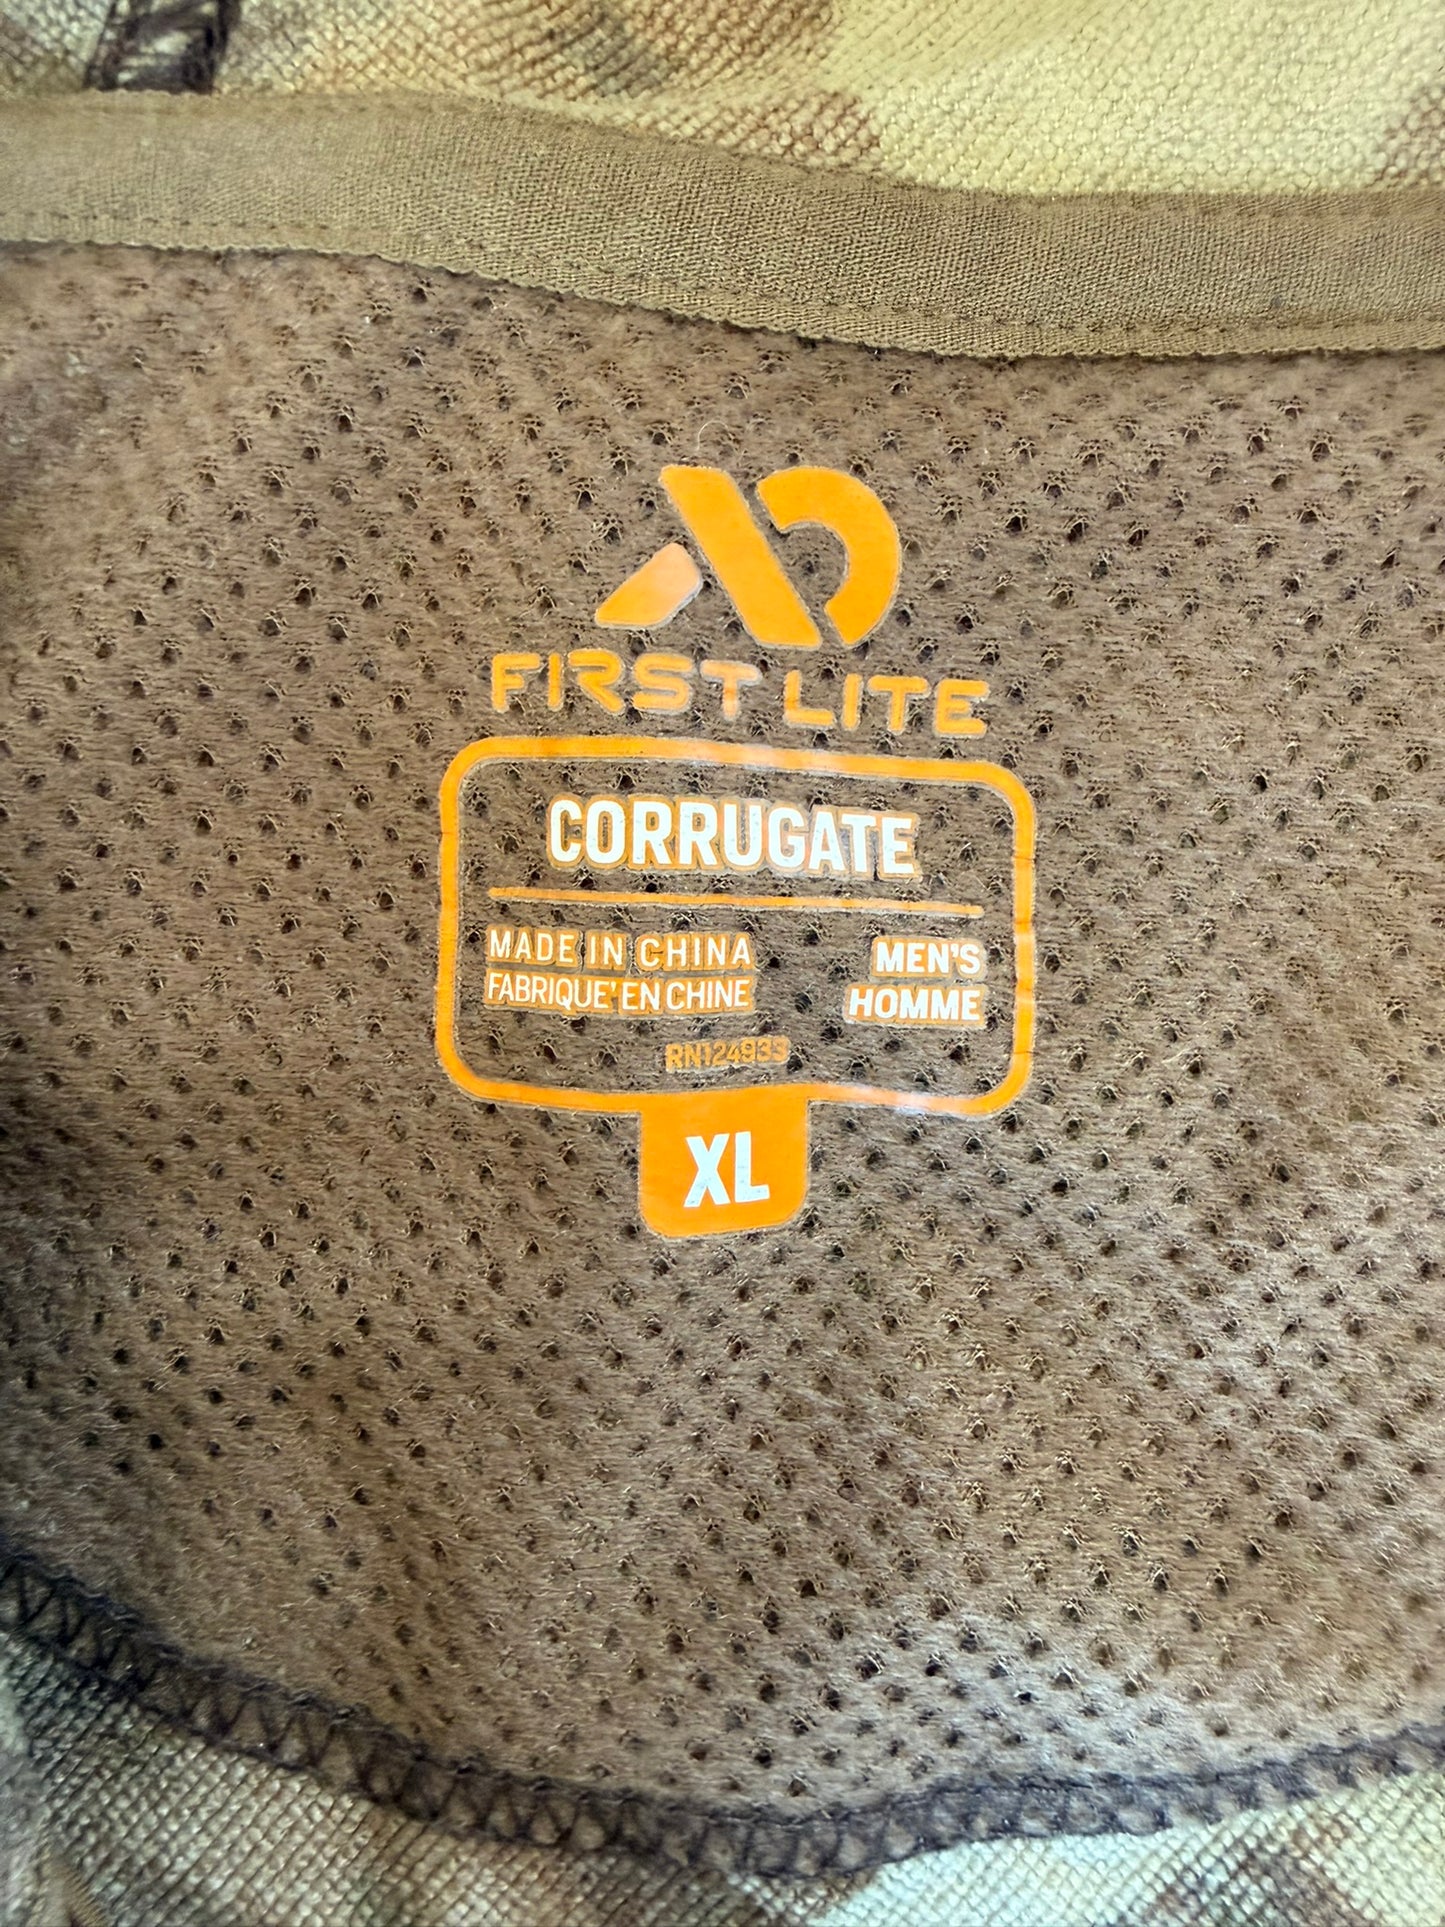 FIRST LITE
CORRUGATE
MADE IN CHINA
FABRIQUE' EN CHINE
MEN'S
HOMME
RN124933
XL